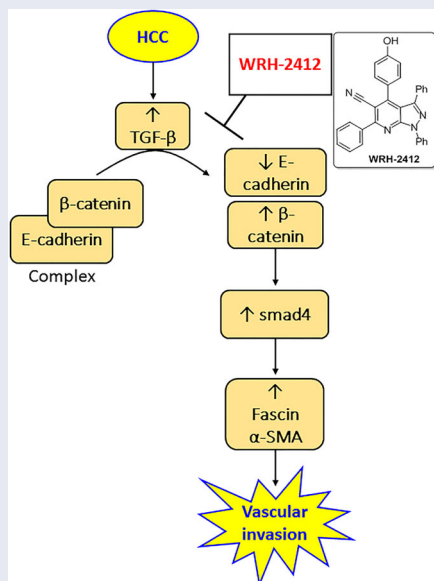 HCC
WRH-2412
OH
N
Ph
N
N
N
Ph
WRH-2412
↑
TGF-β
β-catenin
E-cadherin
Complex
↓ E-
cadherin
↑ β-
catenin
↑ smad4
↑
Fascin
α-SMA
Vascular
invasion